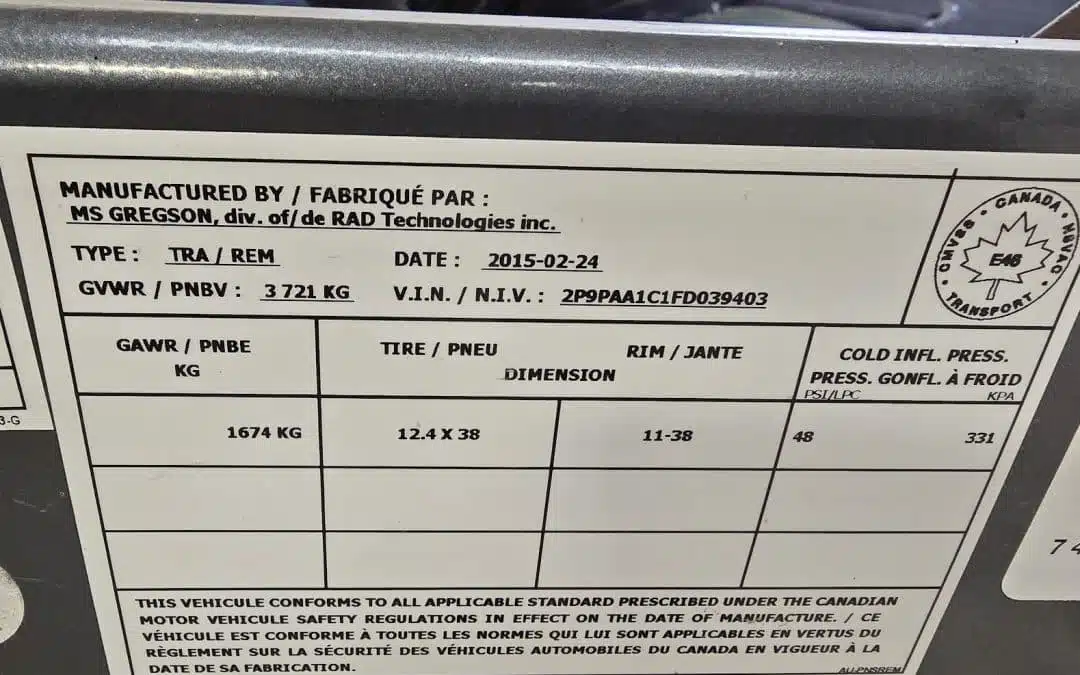 MANUFACTURED BY / FABRIQUÉ PAR :
MS GREGSON, div. of/ de RAD Technologies inc.
TYPE : TRA / REM
DATE : 2015-02-24
GVWR / PNBV : 3 721 KG
V.I.N. / N.I.V. : 2P9PAA1C1FD039403
CANADA • NSVAC • TRANSPORT • CMVSS •
E46
GAWR / PNBE
KG
TIRE / PNEU RIM / JANTE
DIMENSION
COLD INFL. PRESS.
PRESS. GONFL. À FROID
PSI/LPC KPA
1674 KG 12.4 X 38 11-38 48 331
THIS VEHICULE CONFORMS TO ALL APPLICABLE STANDARD PRESCRIBED UNDER THE CANADIAN
MOTOR VEHICULE SAFETY REGULATIONS IN EFFECT ON THE DATE OF MANUFACTURE. / CE
VÉHICULE EST CONFORME À TOUTES LES NORMES QUI LUI SONT APPLICABLES EN VERTUS DU
RÈGLEMENT SUR LA SÉCURITÉ DES VÉHICULES AUTOMOBILES DU CANADA EN VIGUEUR À LA
DATE DE SA FABRICATION.
3-G
7 4